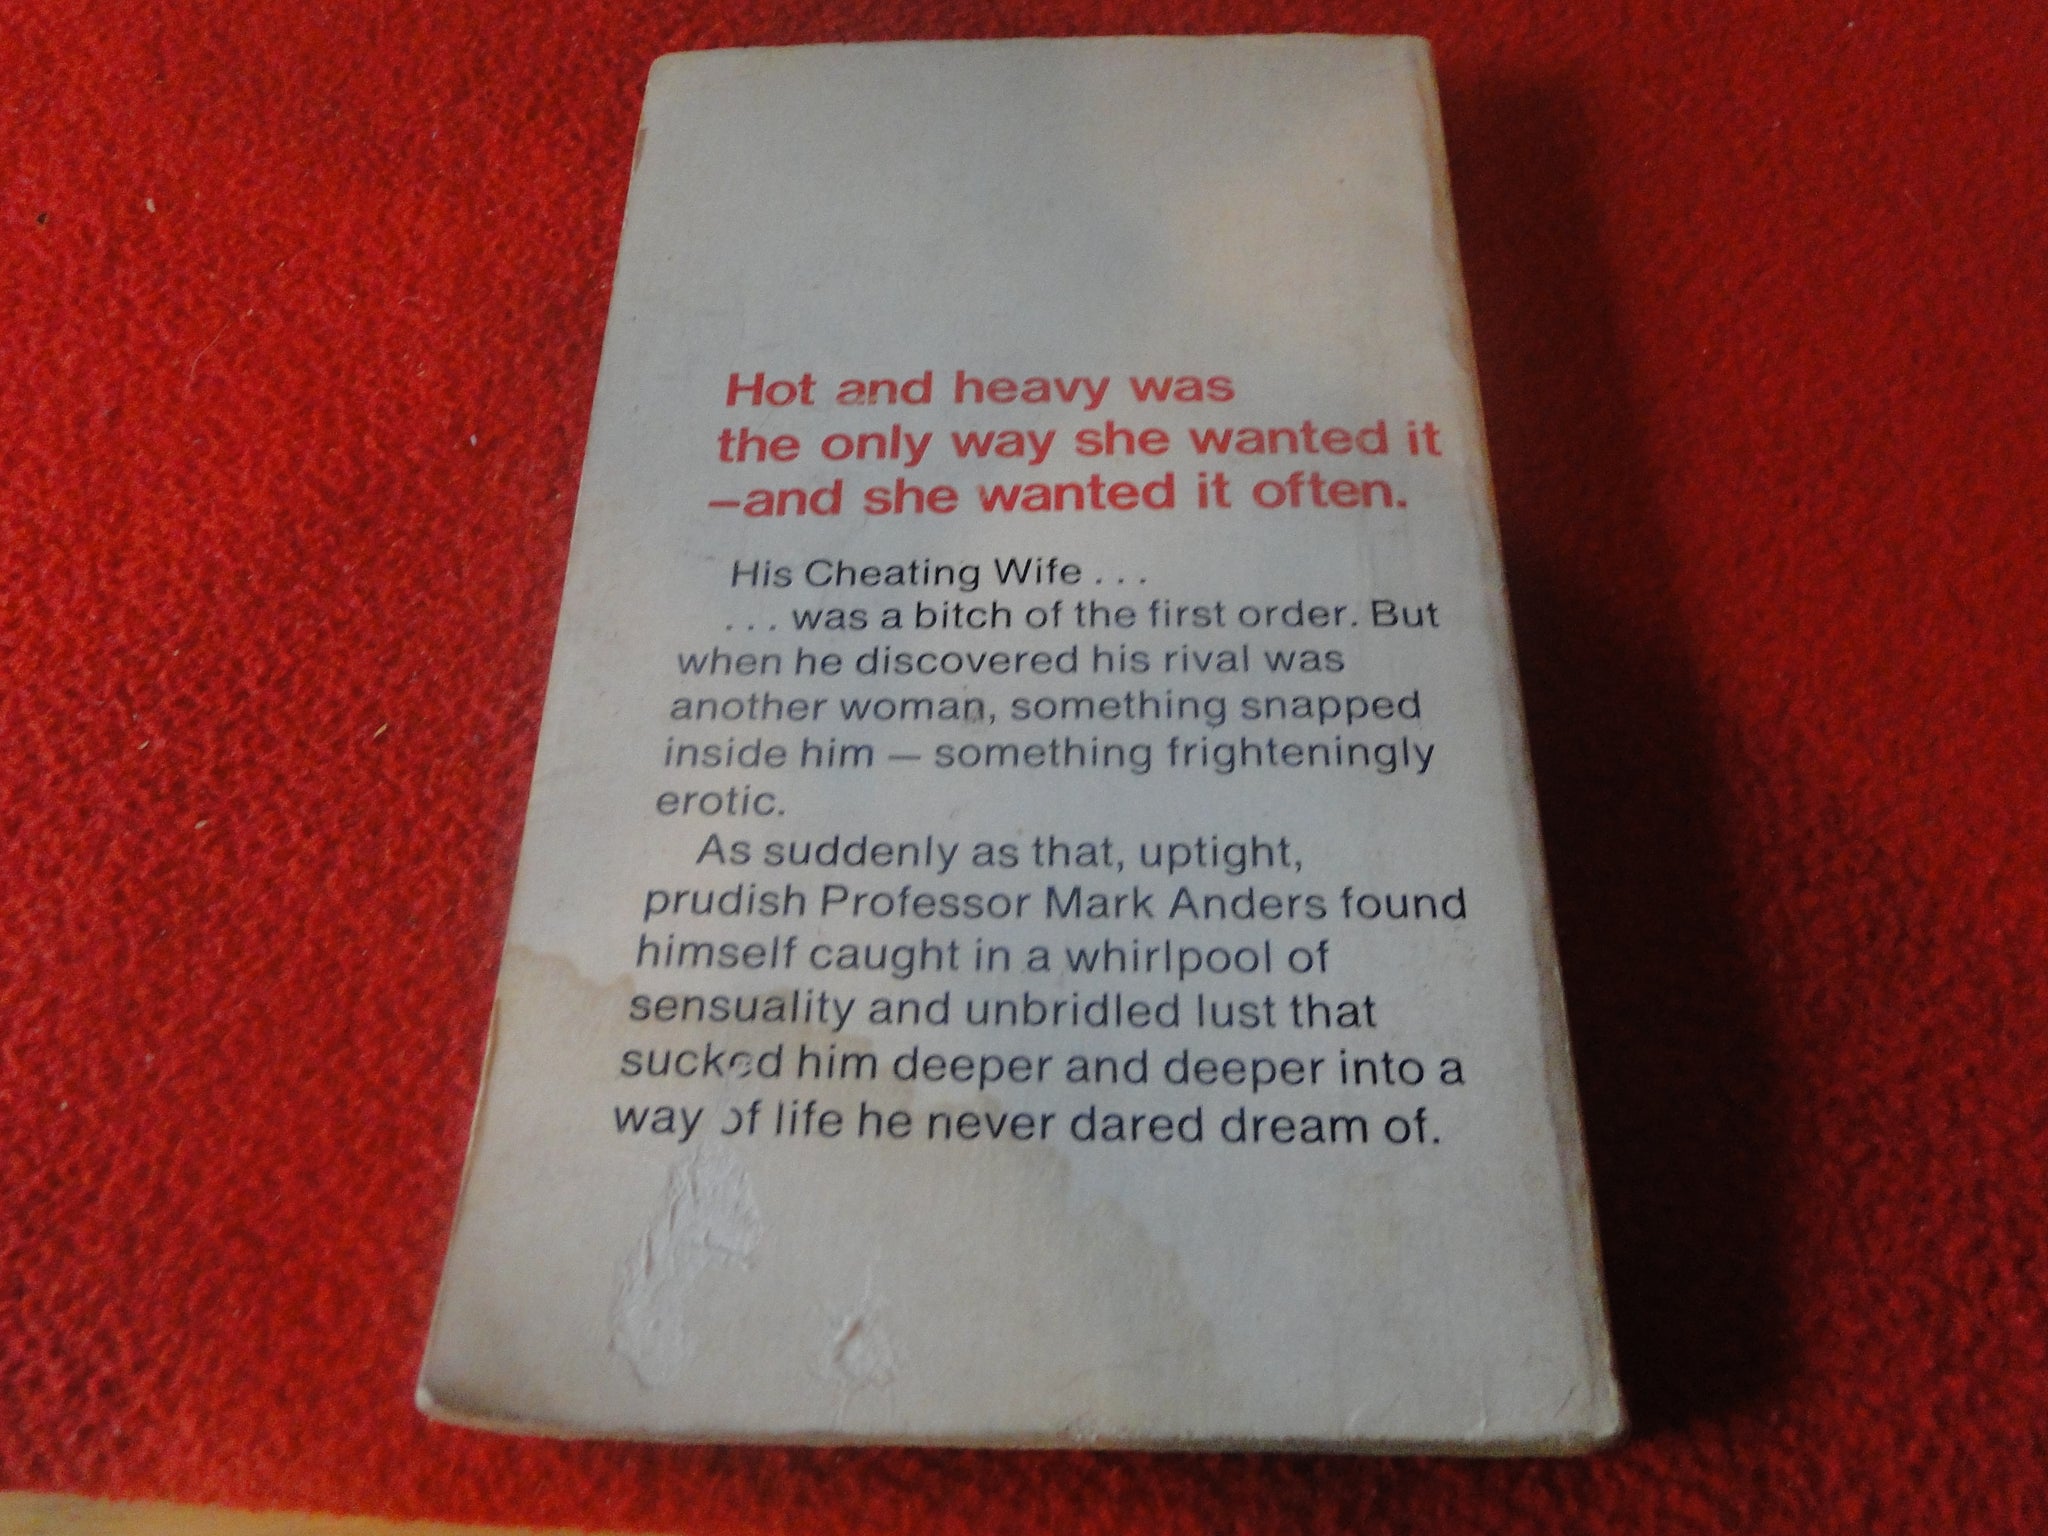 Hot and heavy was
the only way she wanted it
—and she wanted it often.
His Cheating Wife . . .
. . . was a bitch of the first order. But
when he discovered his rival was
another woman, something snapped
inside him — something frighteningly
erotic.
As suddenly as that, uptight,
prudish Professor Mark Anders found
himself caught in a whirlpool of
sensuality and unbridled lust that
sucked him deeper and deeper into a
way of life he never dared dream of.